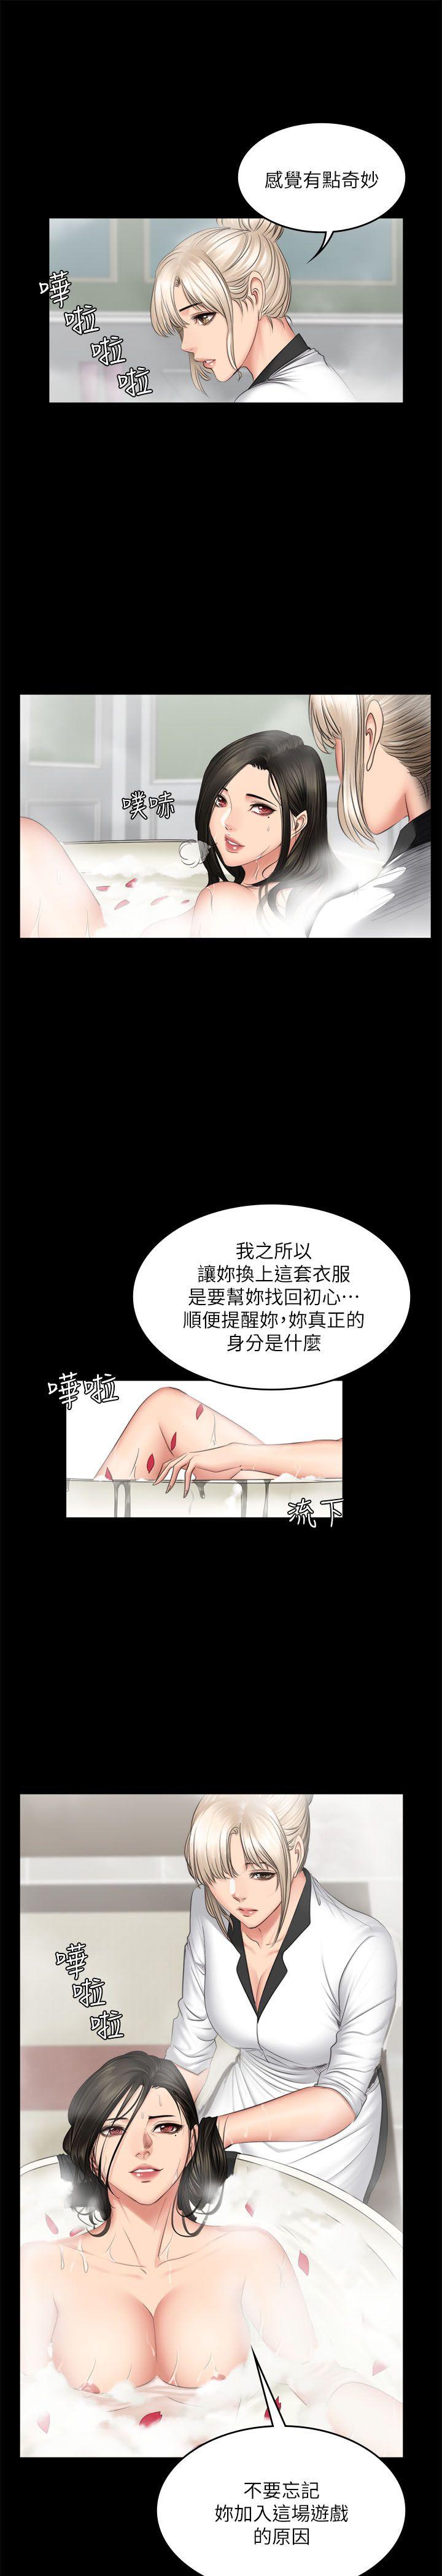 感覺有點奇妙
嘩
啦
啦
啦
噗哧
我之所以
讓妳換上這套衣服
是要幫妳找回初心…
順便提醒妳,妳真正的
身分是什麼
嘩啦
流下
嘩
啦
啦
不要忘記
妳加入這場遊戲
的原因